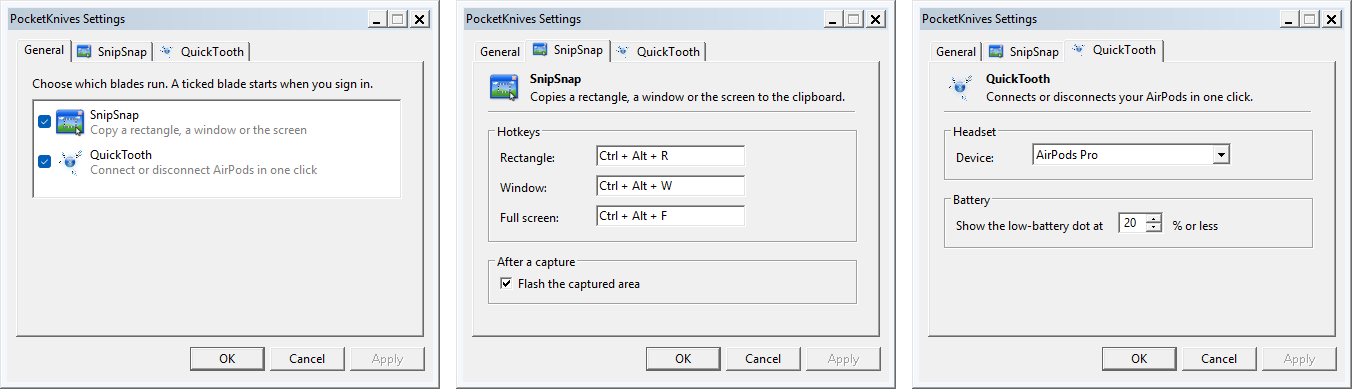 PocketKnives Settings
General
SnipSnap
QuickTooth
Choose which blades run. A ticked blade starts when you sign in.
SnipSnap
Copy a rectangle, a window or the screen
QuickTooth
Connect or disconnect AirPods in one click
OK
Cancel
Apply
PocketKnives Settings
General
SnipSnap
QuickTooth
SnipSnap
Copies a rectangle, a window or the screen to the clipboard.
Hotkeys
Rectangle: Ctrl + Alt + R
Window: Ctrl + Alt + W
Full screen: Ctrl + Alt + F
After a capture
Flash the captured area
OK
Cancel
Apply
PocketKnives Settings
General
SnipSnap
QuickTooth
QuickTooth
Connects or disconnects your AirPods in one click.
Headset
Device: AirPods Pro
Battery
Show the low-battery dot at 20 % or less
OK
Cancel
Apply